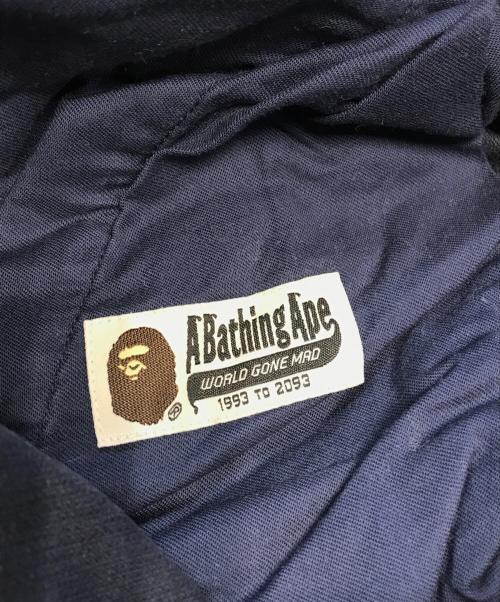 A Bathing Ape
WORLD GONE MAD
1993 TO 2093